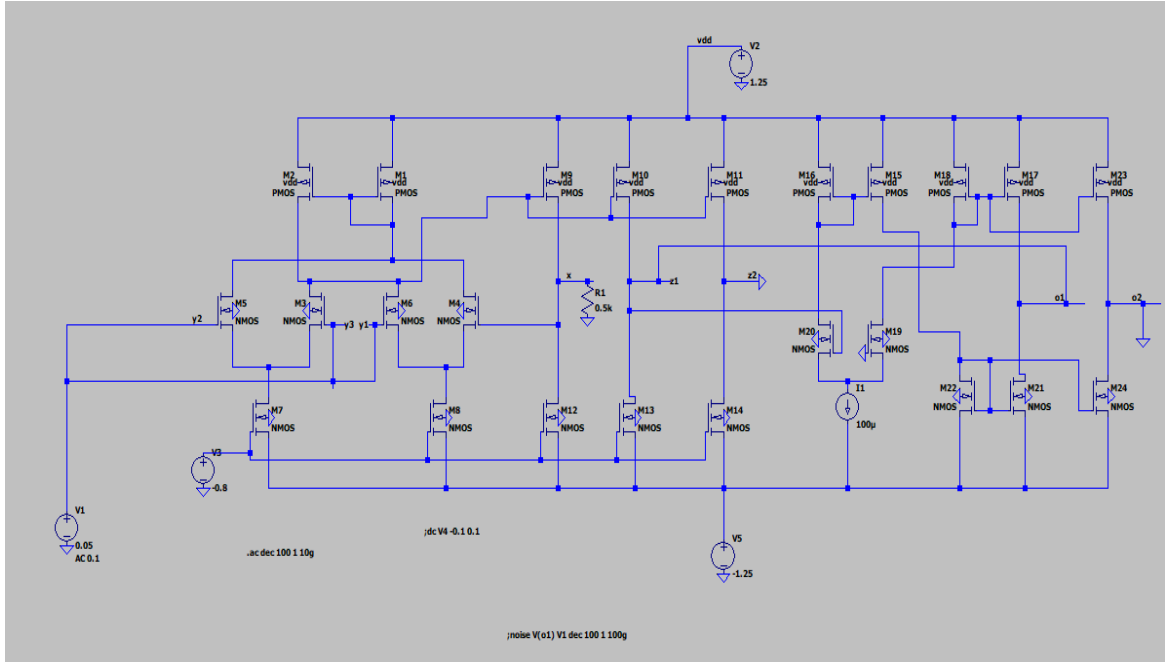 vdd
V2
1.25
M2
vdd
PMOS
M1
vdd
PMOS
M9
vdd
PMOS
M10
vdd
PMOS
M11
vdd
PMOS
M16
vdd
PMOS
M15
vdd
PMOS
M18
vdd
PMOS
M17
vdd
PMOS
M23
vdd
PMOS
x
R1
0.5k
z1
z2
o1
o2
y2
M5
NMOS
M3
NMOS
y3
y1
M6
NMOS
M4
NMOS
M20
NMOS
M19
NMOS
I1
100µ
M22
NMOS
M21
NMOS
M24
NMOS
M7
NMOS
M8
NMOS
M12
NMOS
M13
NMOS
M14
NMOS
V3
-0.8
V1
0.05
AC 0.1
.ac dec 100 1 10g
;dc V4 -0.1 0.1
V5
-1.25
;noise V(o1) V1 dec 100 1 100g